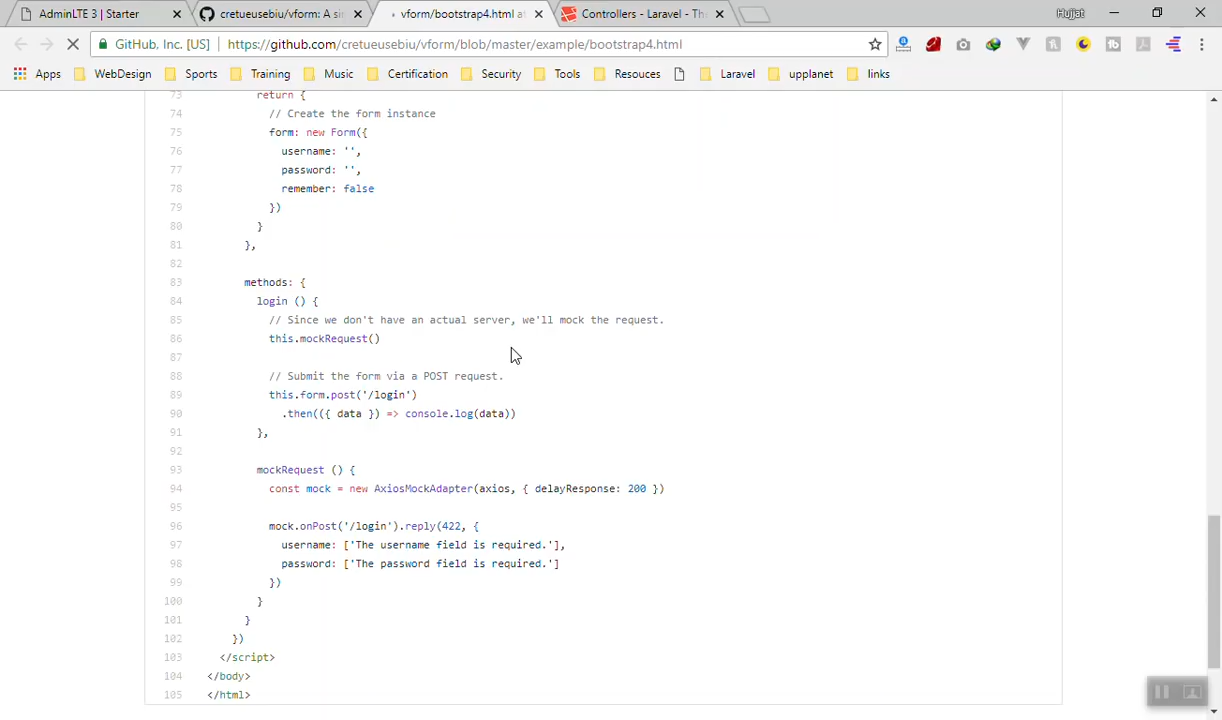 AdminLTE 3 | Starter
cretueusebiu/vform: A si
vform/bootstrap4.html at
Controllers - Laravel - Th
Hujjat
GitHub, Inc. [US]
https://github.com/cretueusebiu/vform/blob/master/example/bootstrap4.html
Apps
WebDesign
Sports
Training
Music
Certification
Security
Tools
Resouces
Laravel
upplanet
links
73 return {
74 // Create the form instance
75 form: new Form({
76 username: '',
77 password: '',
78 remember: false
79 })
80 }
81 },
82
83 methods: {
84 login () {
85 // Since we don't have an actual server, we'll mock the request.
86 this.mockRequest()
87
88 // Submit the form via a POST request.
89 this.form.post('/login')
90 .then(({ data }) => console.log(data))
91 },
92
93 mockRequest () {
94 const mock = new AxiosMockAdapter(axios, { delayResponse: 200 })
95
96 mock.onPost('/login').reply(422, {
97 username: ['The username field is required.'],
98 password: ['The password field is required.']
99 })
100 }
101 }
102 })
103 </script>
104 </body>
105 </html>